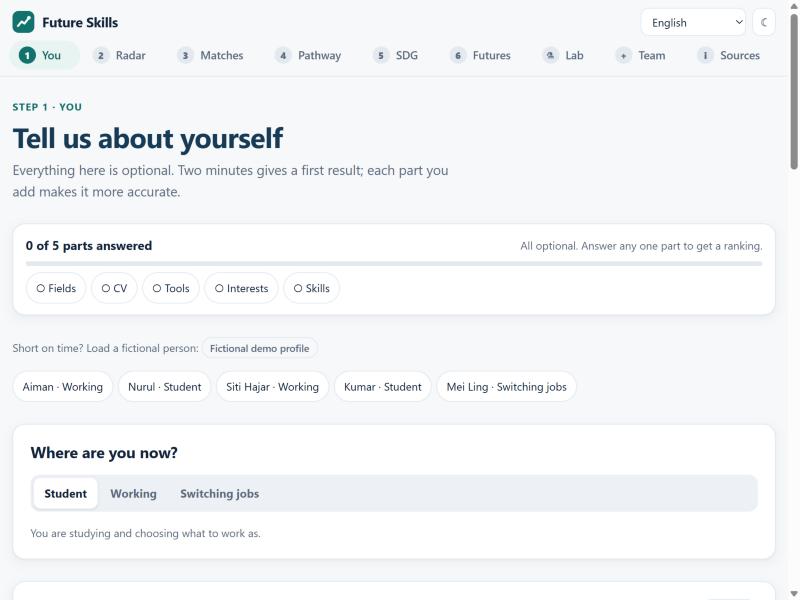 Future Skills
English
1 You
2 Radar
3 Matches
4 Pathway
5 SDG
6 Futures
Lab
+ Team
i Sources
STEP 1 · YOU
Tell us about yourself
Everything here is optional. Two minutes gives a first result; each part you
add makes it more accurate.
0 of 5 parts answered
All optional. Answer any one part to get a ranking.
Fields
CV
Tools
Interests
Skills
Short on time? Load a fictional person: Fictional demo profile
Aiman · Working
Nurul · Student
Siti Hajar · Working
Kumar · Student
Mei Ling · Switching jobs
Where are you now?
Student
Working
Switching jobs
You are studying and choosing what to work as.